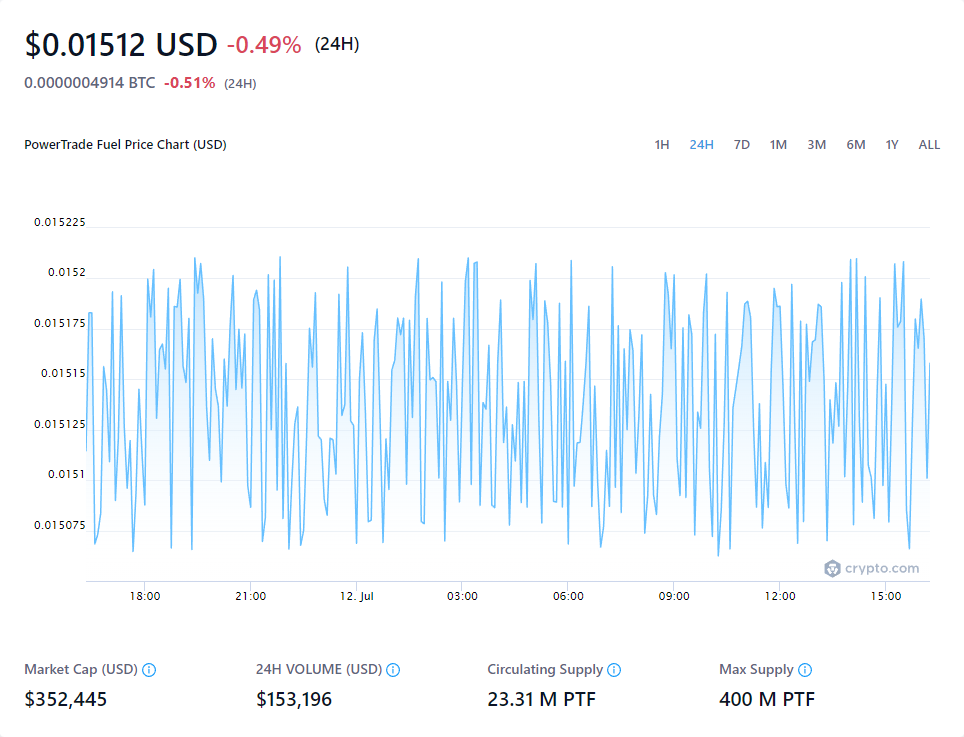 $0.01512 USD -0.49% (24H)
0.0000004914 BTC -0.51% (24H)
PowerTrade Fuel Price Chart (USD) 1H 24H 7D 1M 3M 6M 1Y ALL
0.015225
0.0152
0.015175
0.01515
0.015125
0.0151
0.015075
crypto.com
18:00 21:00 12. Jul 03:00 06:00 09:00 12:00 15:00
Market Cap (USD) 24H VOLUME (USD) Circulating Supply Max Supply
$352,445 $153,196 23.31 M PTF 400 M PTF